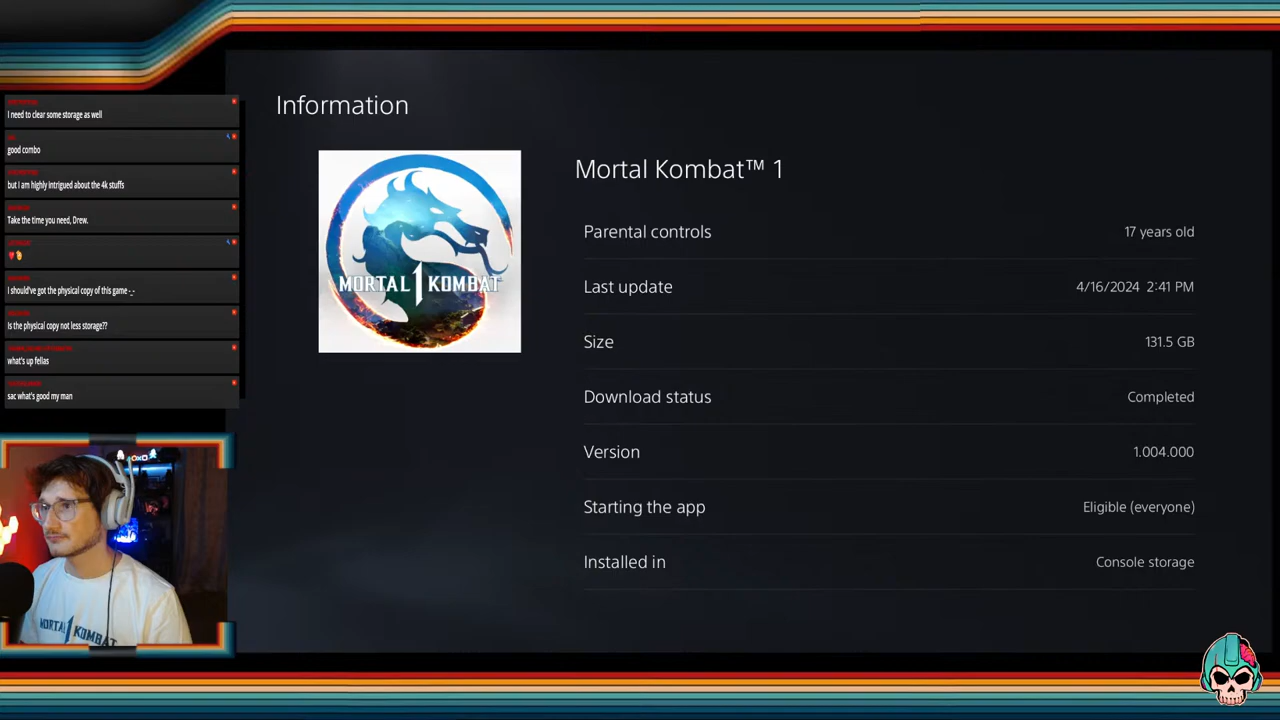 Information
I need to clear some storage as well
good combo
but I am highly intrigued about the 4k stuffs
Take the time you need, Drew.
I should've got the physical copy of this game -_-
Is the physical copy not less storage??
what's up fellas
sac what's good my man
MORTAL 1 KOMBAT
Mortal Kombat™ 1
Parental controls 17 years old
Last update 4/16/2024 2:41 PM
Size 131.5 GB
Download status Completed
Version 1.004.000
Starting the app Eligible (everyone)
Installed in Console storage
MORTAL 1 KOMBAT